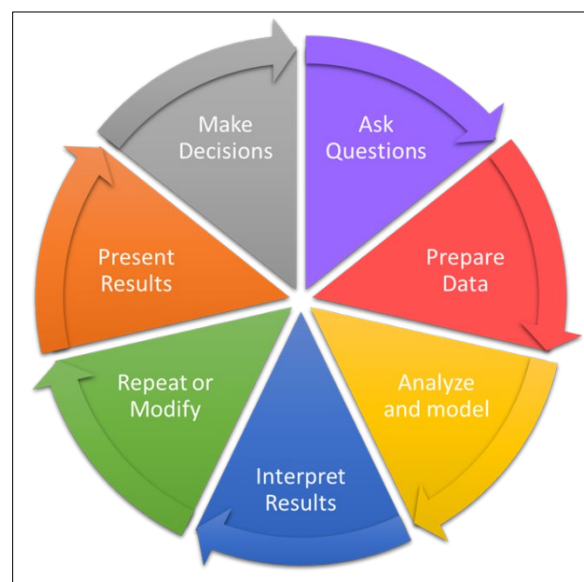 Ask
Questions
Prepare
Data
Analyze
and model
Interpret
Results
Repeat or
Modify
Present
Results
Make
Decisions